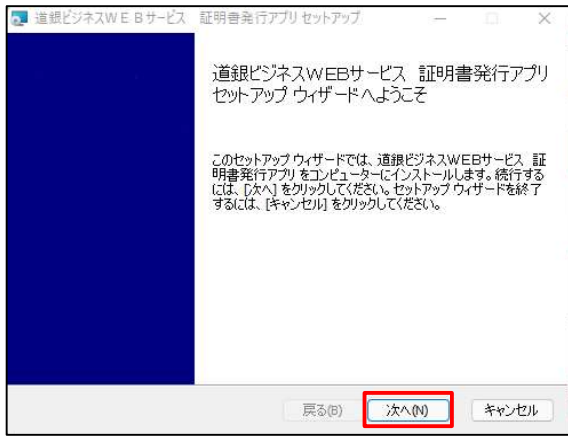 道銀ビジネスＷＥＢサービス　証明書発行アプリ セットアップ
道銀ビジネスWEBサービス　証明書発行アプリ
セットアップ ウィザードへようこそ
このセットアップ ウィザードでは、道銀ビジネスWEBサービス　証
明書発行アプリ をコンピューターにインストールします。続行する
には、[次へ] をクリックしてください。セットアップ ウィザードを終了
するには、[キャンセル] をクリックしてください。
戻る(B)
次へ(N)
キャンセル